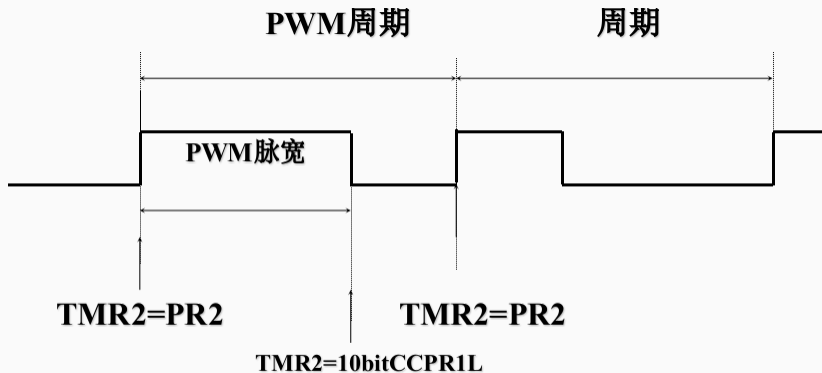 PWM周期
周期
PWM脉宽
TMR2=PR2
TMR2=PR2
TMR2=10bitCCPR1L